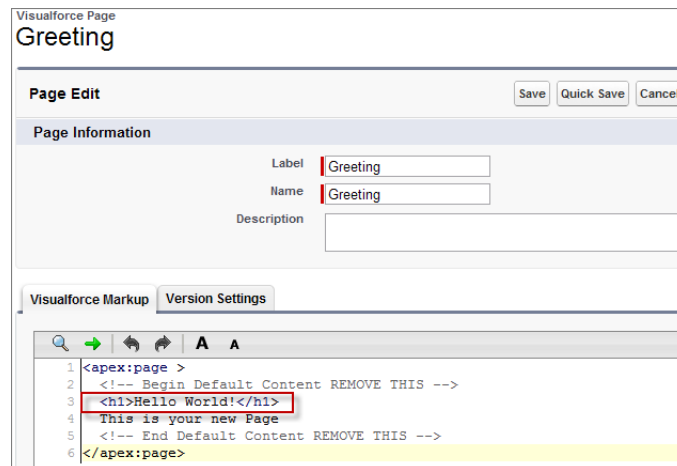 Visualforce Page
Greeting
Page Edit
Save Quick Save Cancel
Page Information
Label Greeting
Name Greeting
Description
Visualforce Markup Version Settings
A A
1 <apex:page >
2 <!-- Begin Default Content REMOVE THIS -->
3 <h1>Hello World!</h1>
4 This is your new Page
5 <!-- End Default Content REMOVE THIS -->
6 </apex:page>